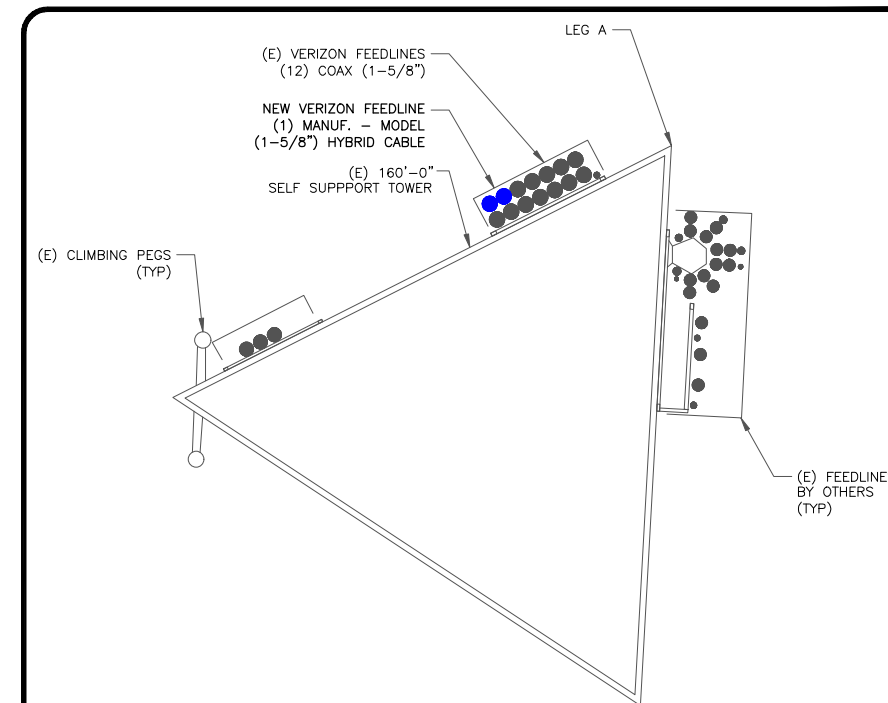 LEG A
(E) VERIZON FEEDLINES
(12) COAX (1-5/8")
NEW VERIZON FEEDLINE
(1) MANUF. - MODEL
(1-5/8") HYBRID CABLE
(E) 160'-0"
SELF SUPPPORT TOWER
(E) CLIMBING PEGS
(TYP)
(E) FEEDLINE
BY OTHERS
(TYP)